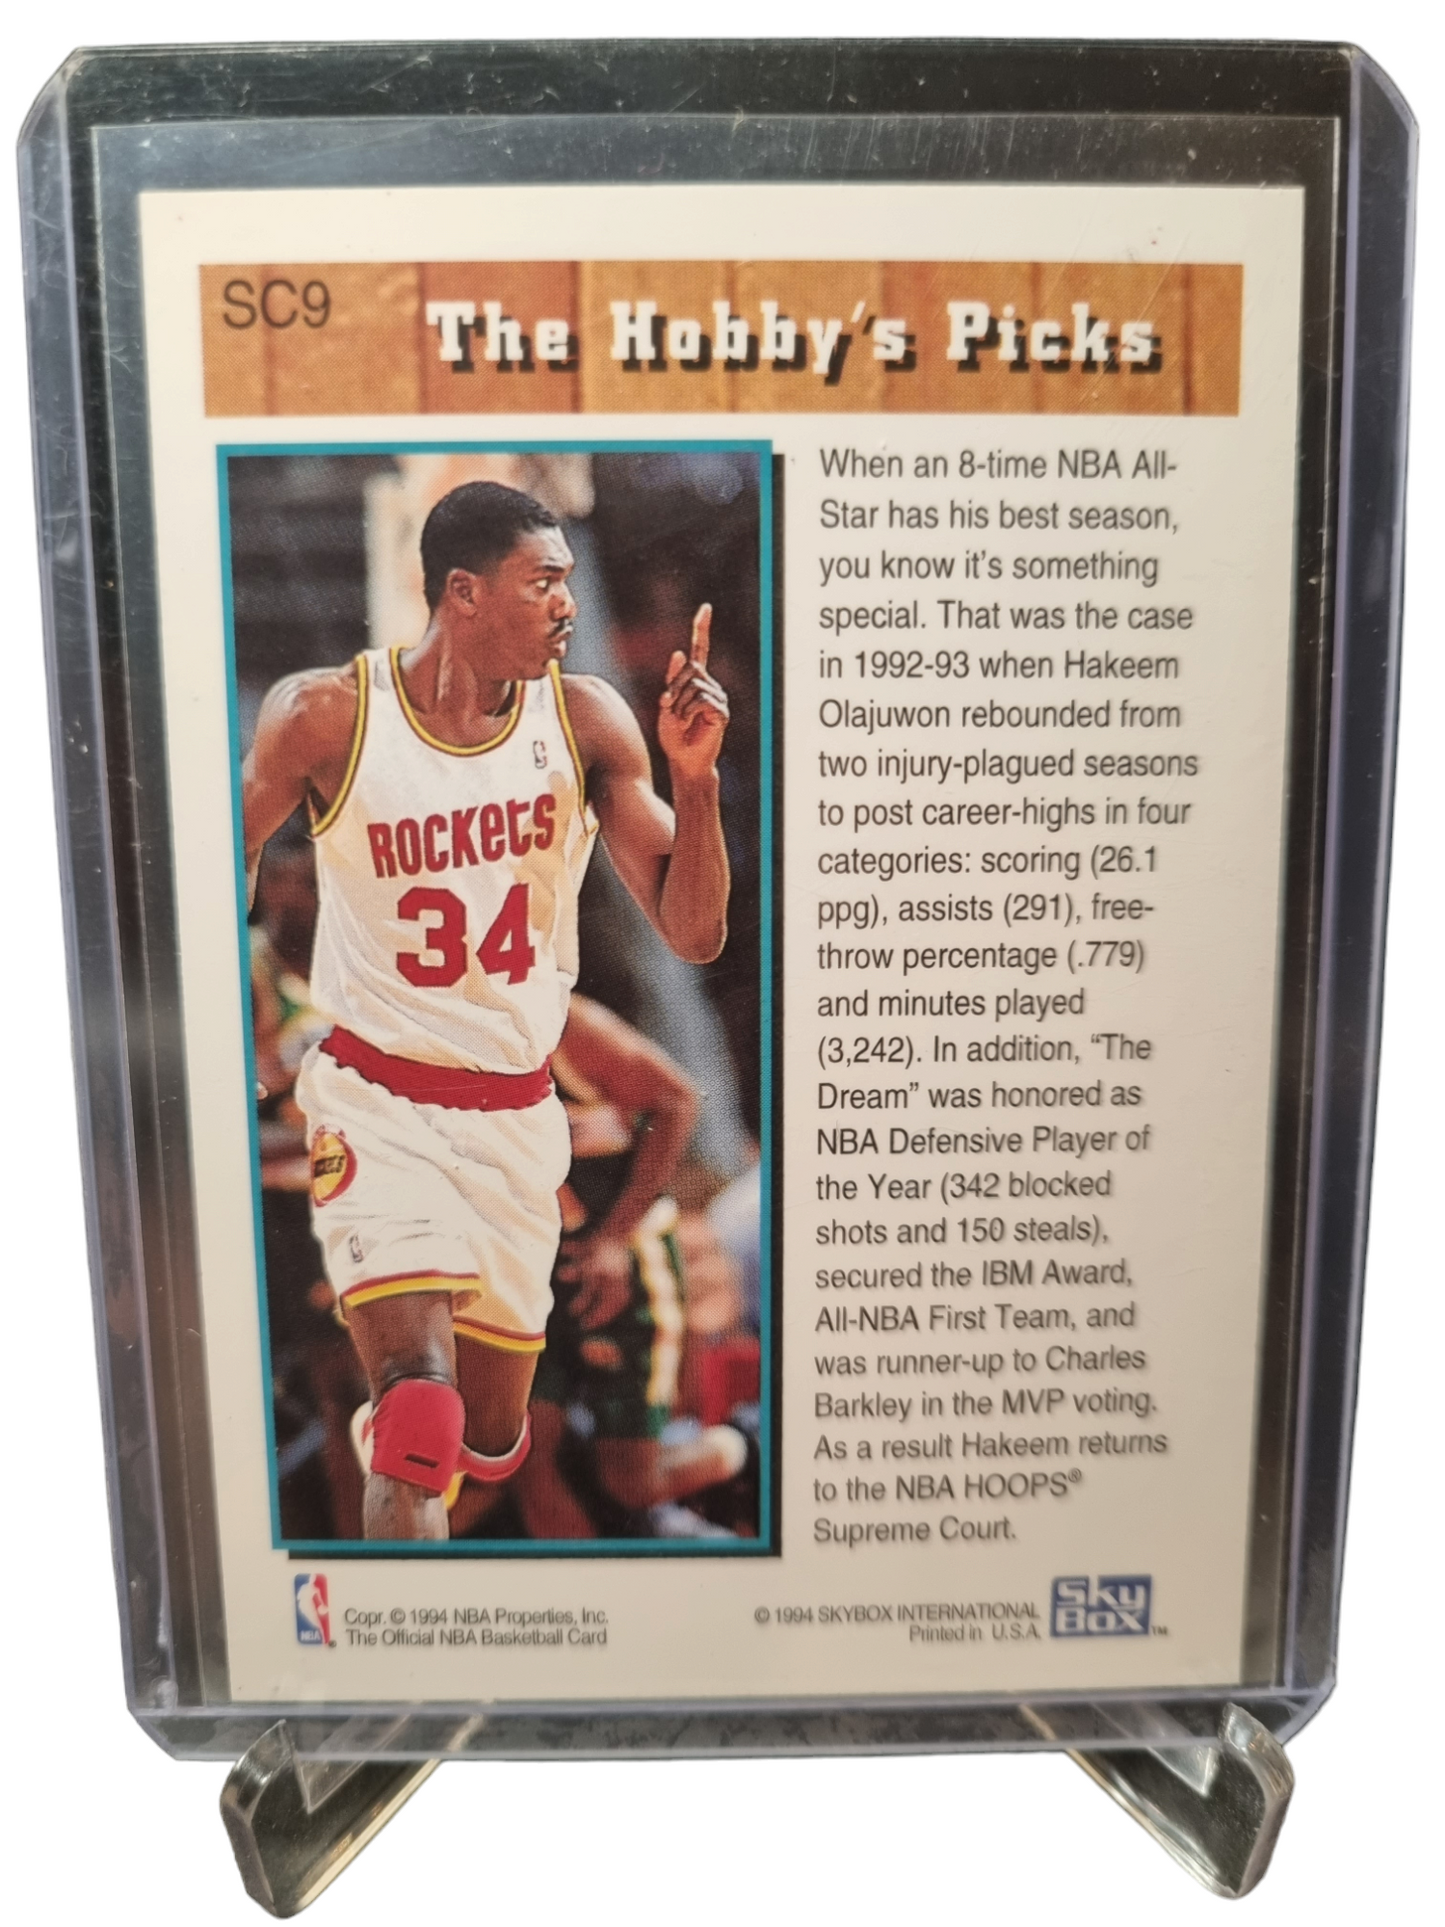 SC9
The Hobby's Picks
When an 8-time NBA All-
Star has his best season,
you know it's something
special. That was the case
in 1992-93 when Hakeem
Olajuwon rebounded from
two injury-plagued seasons
to post career-highs in four
categories: scoring (26.1
ppg), assists (291), free-
throw percentage (.779)
and minutes played
(3,242). In addition, “The
Dream” was honored as
NBA Defensive Player of
the Year (342 blocked
shots and 150 steals),
secured the IBM Award,
All-NBA First Team, and
was runner-up to Charles
Barkley in the MVP voting.
As a result Hakeem returns
to the NBA HOOPS®
Supreme Court.
ROCKETS
34
NBA
Copr. © 1994 NBA Properties, Inc.
The Official NBA Basketball Card
© 1994 SKYBOX INTERNATIONAL
Printed in U.S.A.
Sky
Box™